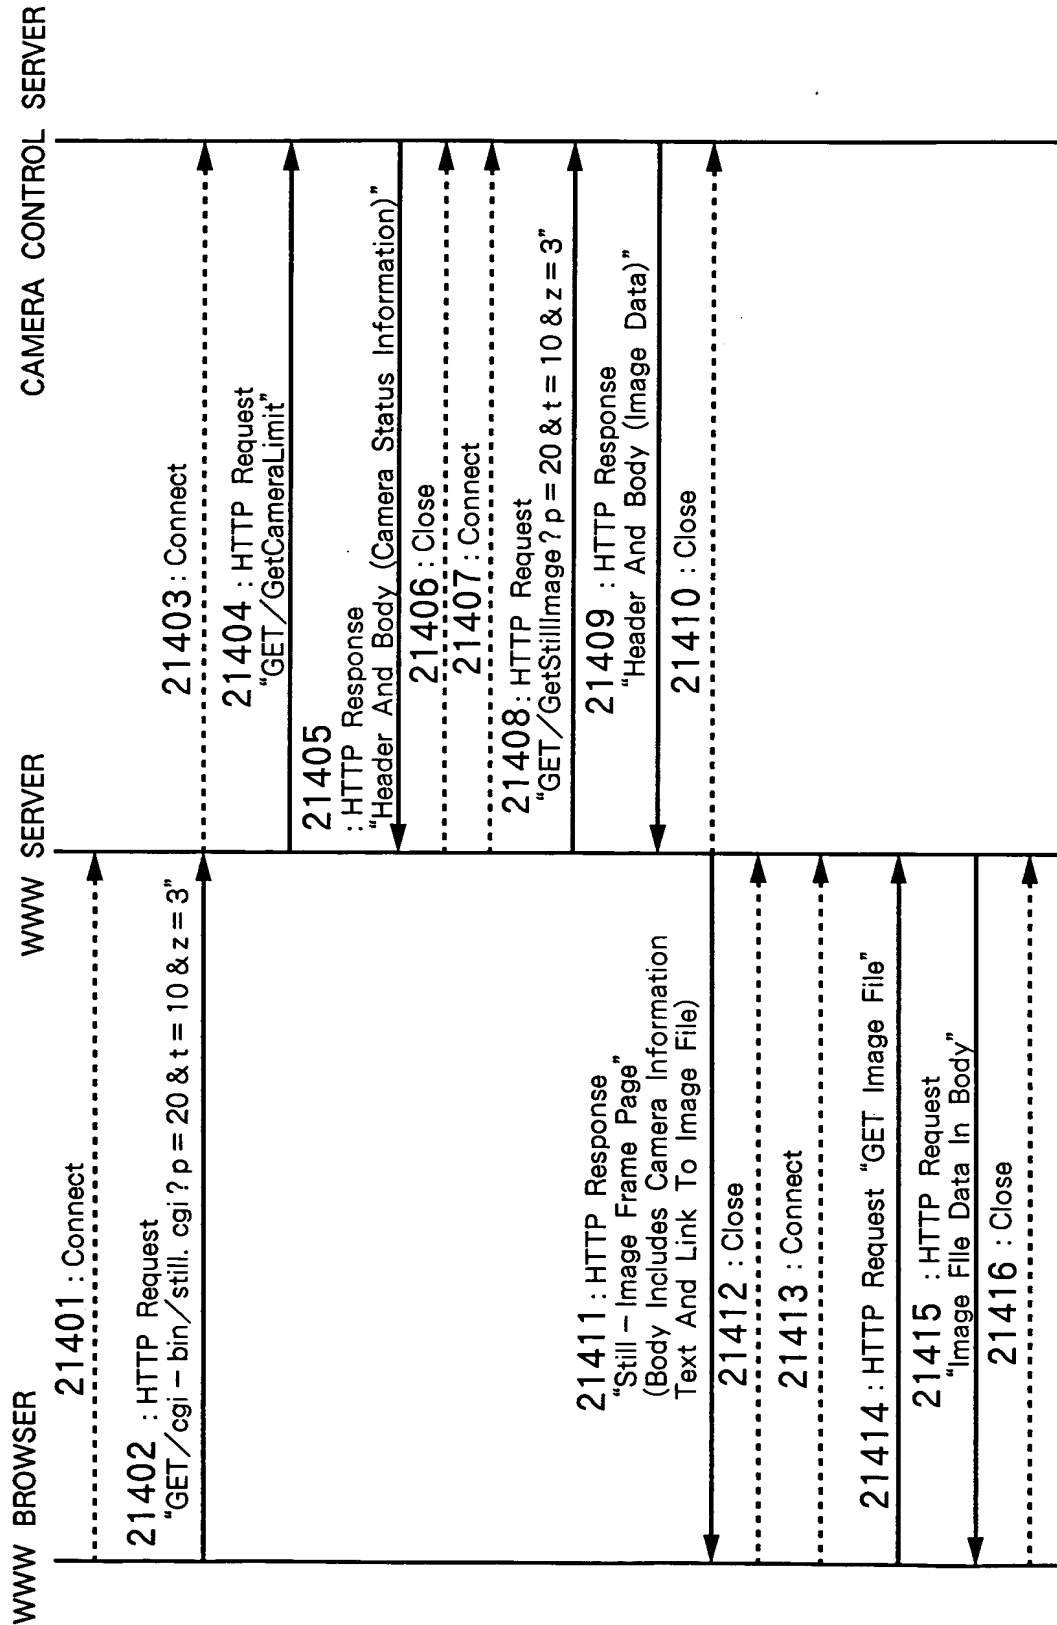 WWW BROWSER
WWW SERVER
CAMERA CONTROL SERVER
21401 : Connect
21402 : HTTP Request
“GET/cgi-bin/still. cgi?p=20&t=10&z=3”
21403 : Connect
21404 : HTTP Request
“GET/GetCameraLimit”
21405
: HTTP Response
“Header And Body (Camera Status Information)”
21406 : Close
21407 : Connect
21408 : HTTP Request
“GET/GetStillImage?p=20&t=10&z=3”
21409 : HTTP Response
“Header And Body (Image Data)”
21410 : Close
21411 : HTTP Response
“Still-Image Frame Page”
(Body Includes Camera Information
Text And Link To Image File)
21412 : Close
21413 : Connect
21414 : HTTP Request “GET Image File”
21415 : HTTP Request
“Image FIle Data In Body”
21416 : Close